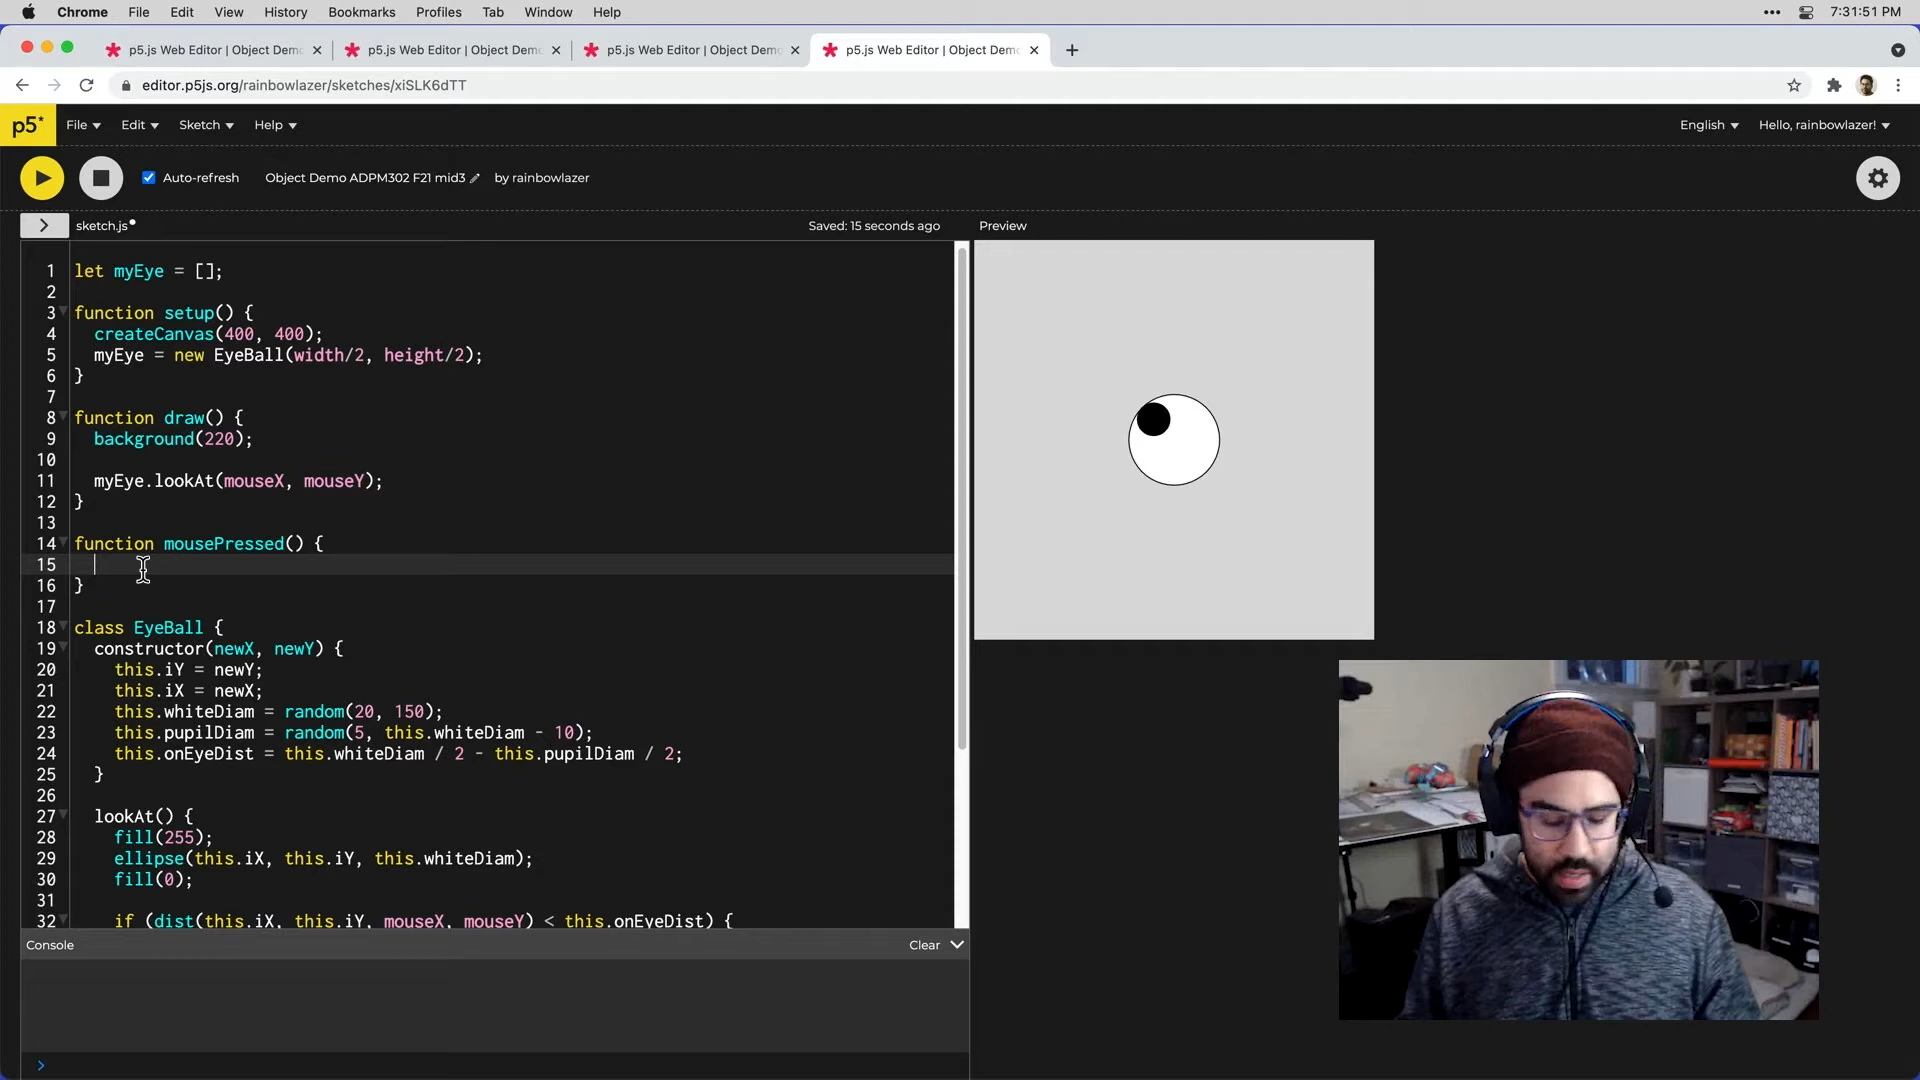 Chrome File Edit View History Bookmarks Profiles Tab Window Help 7:31:51 PM
p5.js Web Editor | Object Demo p5.js Web Editor | Object Demo p5.js Web Editor | Object Demo p5.js Web Editor | Object Demo
editor.p5js.org/rainbowlazer/sketches/xiSLK6dTT
p5* File Edit Sketch Help English Hello, rainbowlazer!
Auto-refresh Object Demo ADPM302 F21 mid3 by rainbowlazer
sketch.js Saved: 15 seconds ago Preview
1 let myEye = [];
2
3 function setup() {
4 createCanvas(400, 400);
5 myEye = new EyeBall(width/2, height/2);
6 }
7
8 function draw() {
9 background(220);
10
11 myEye.lookAt(mouseX, mouseY);
12 }
13
14 function mousePressed() {
15
16 }
17
18 class EyeBall {
19 constructor(newX, newY) {
20 this.iY = newY;
21 this.iX = newX;
22 this.whiteDiam = random(20, 150);
23 this.pupilDiam = random(5, this.whiteDiam - 10);
24 this.onEyeDist = this.whiteDiam / 2 - this.pupilDiam / 2;
25 }
26
27 lookAt() {
28 fill(255);
29 ellipse(this.iX, this.iY, this.whiteDiam);
30 fill(0);
31
32 if (dist(this.iX, this.iY, mouseX, mouseY) < this.onEyeDist) {
Console Clear
>